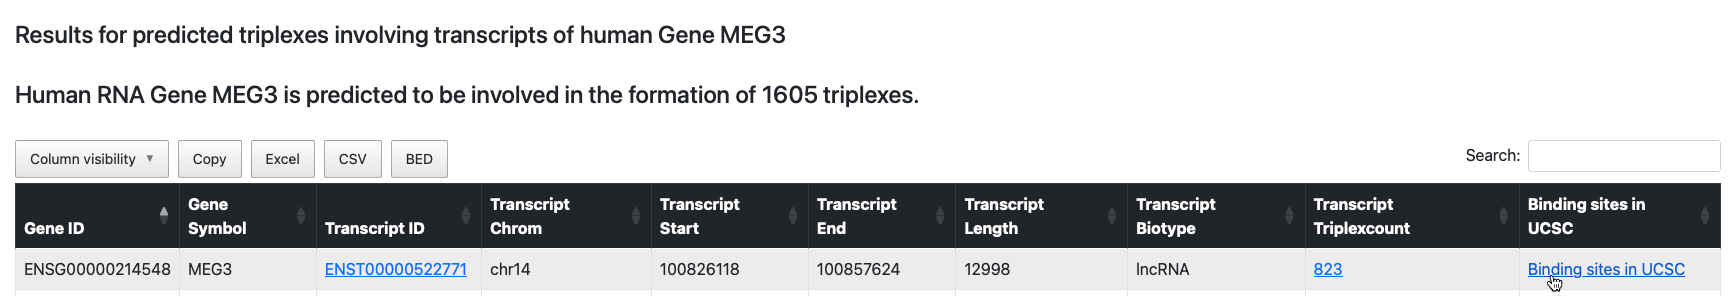 Results for predicted triplexes involving transcripts of human Gene MEG3
Human RNA Gene MEG3 is predicted to be involved in the formation of 1605 triplexes.
Column visibility Copy Excel CSV BED Search:
Gene ID Gene Symbol Transcript ID Transcript Chrom Transcript Start Transcript End Transcript Length Transcript Biotype Transcript Triplexcount Binding sites in UCSC
ENSG00000214548 MEG3 ENST00000522771 chr14 100826118 100857624 12998 lncRNA 823 Binding sites in UCSC